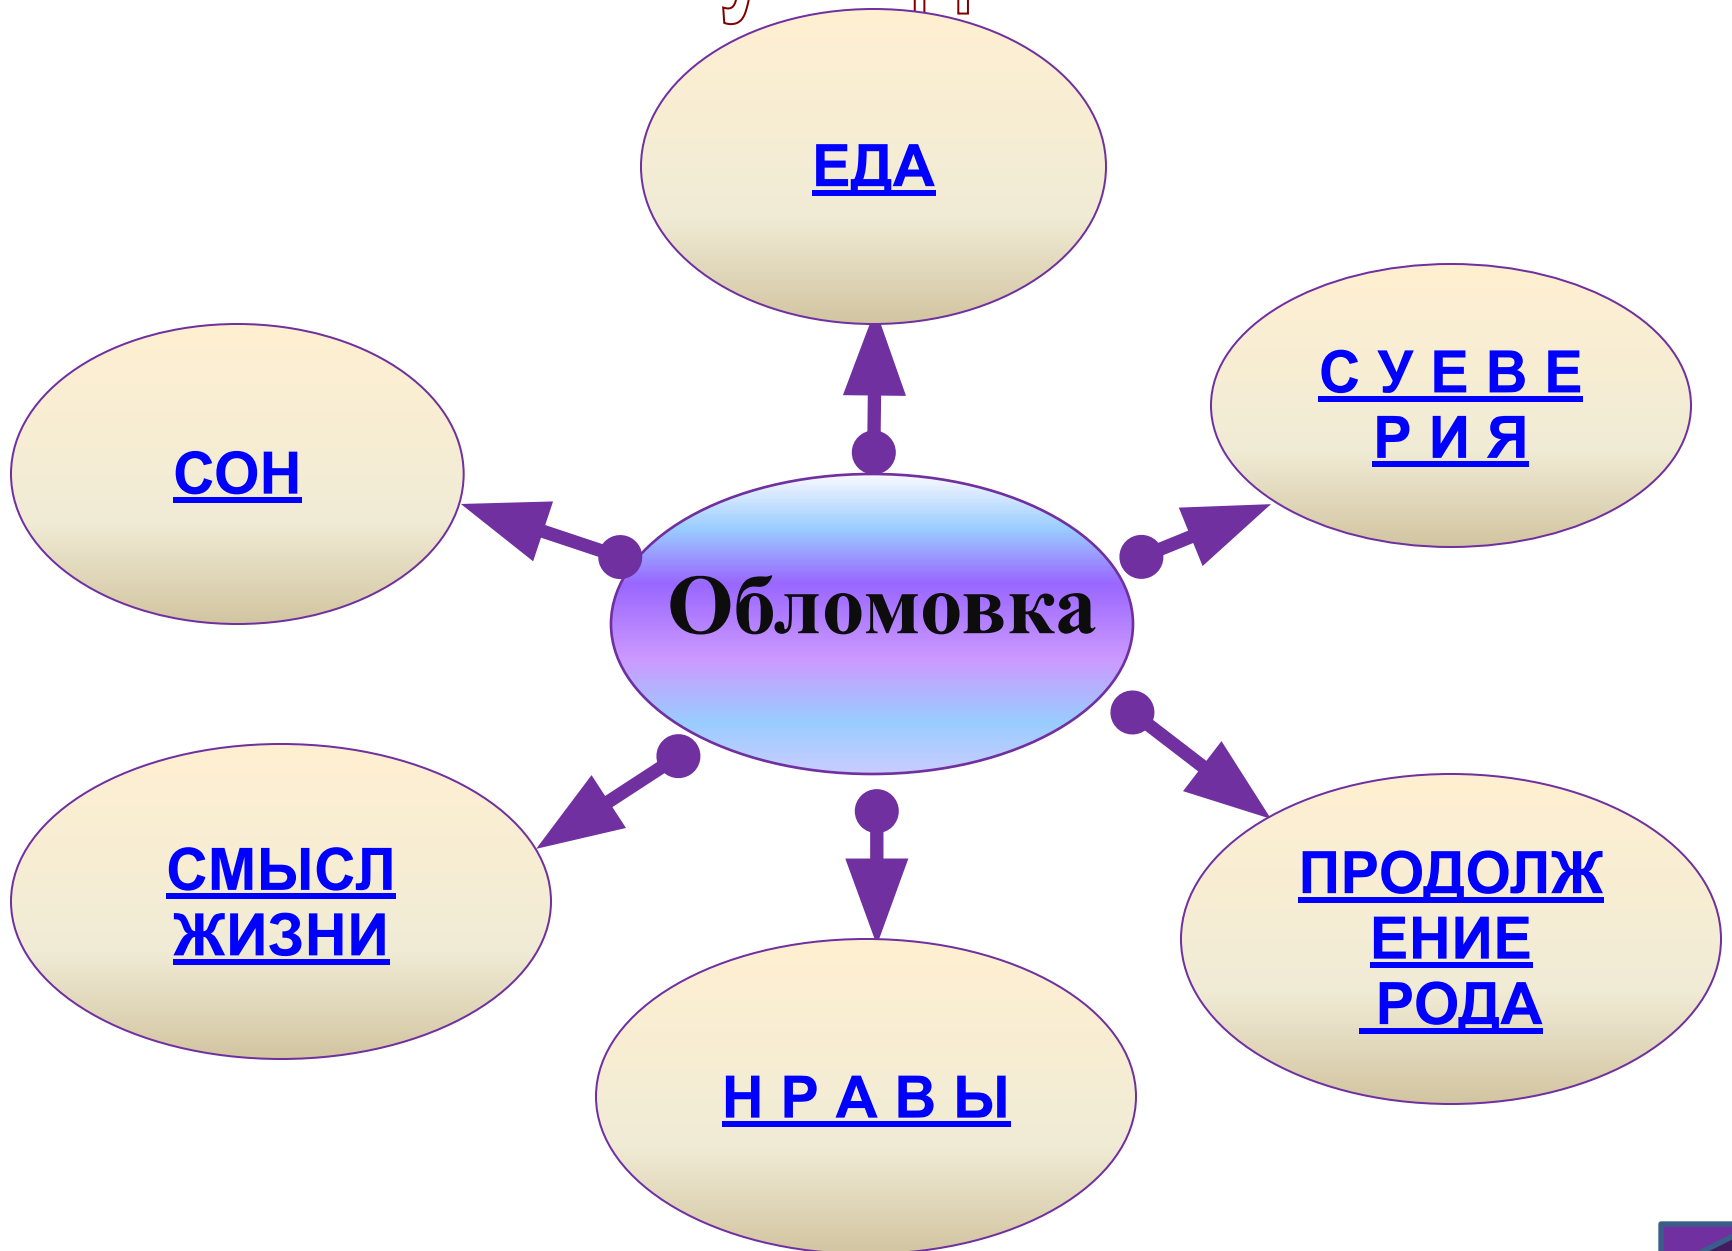 ЕДА
С У Е В Е
Р И Я
СОН
Обломовка
СМЫСЛ
ЖИЗНИ
ПРОДОЛЖ
ЕНИЕ
РОДА
Н Р А В Ы